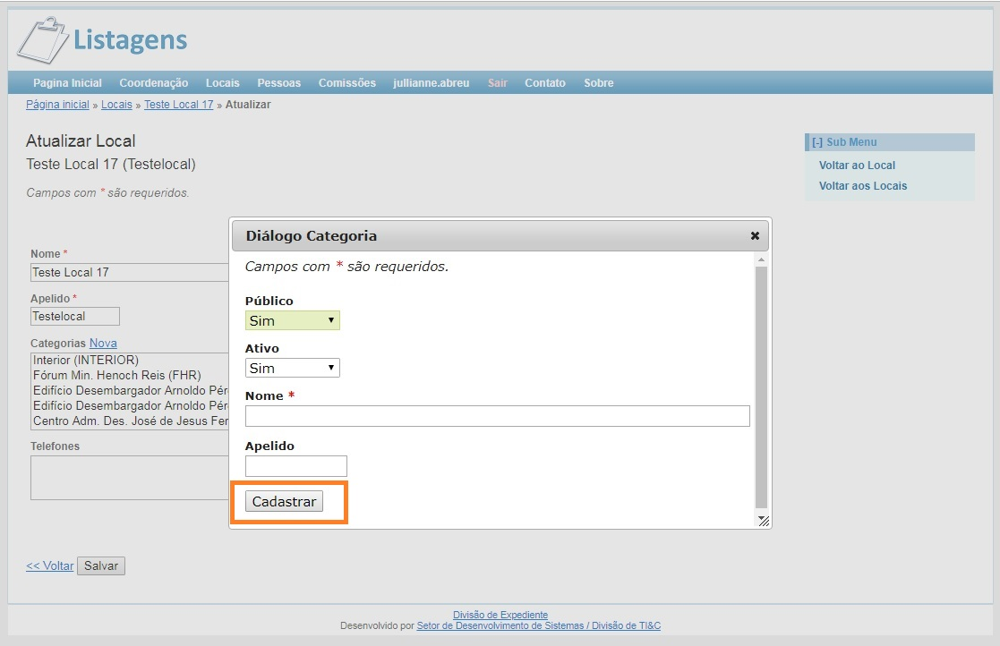 Listagens
Pagina Inicial Coordenação Locais Pessoas Comissões jullianne.abreu Sair Contato Sobre
Página inicial » Locais » Teste Local 17 » Atualizar
Atualizar Local
Teste Local 17 (Testelocal)
Campos com * são requeridos.
[-] Sub Menu
Voltar ao Local
Voltar aos Locais
Nome *
Teste Local 17
Apelido *
Testelocal
Categorias Nova
Interior (INTERIOR)
Fórum Min. Henoch Reis (FHR)
Edifício Desembargador Arnoldo Pér
Edifício Desembargador Arnoldo Pér
Centro Adm. Des. José de Jesus Fer
Telefones
Diálogo Categoria
Campos com * são requeridos.
Público
Sim
Ativo
Sim
Nome *
Apelido
Cadastrar
<< Voltar Salvar
Divisão de Expediente
Desenvolvido por Setor de Desenvolvimento de Sistemas / Divisão de TI&C